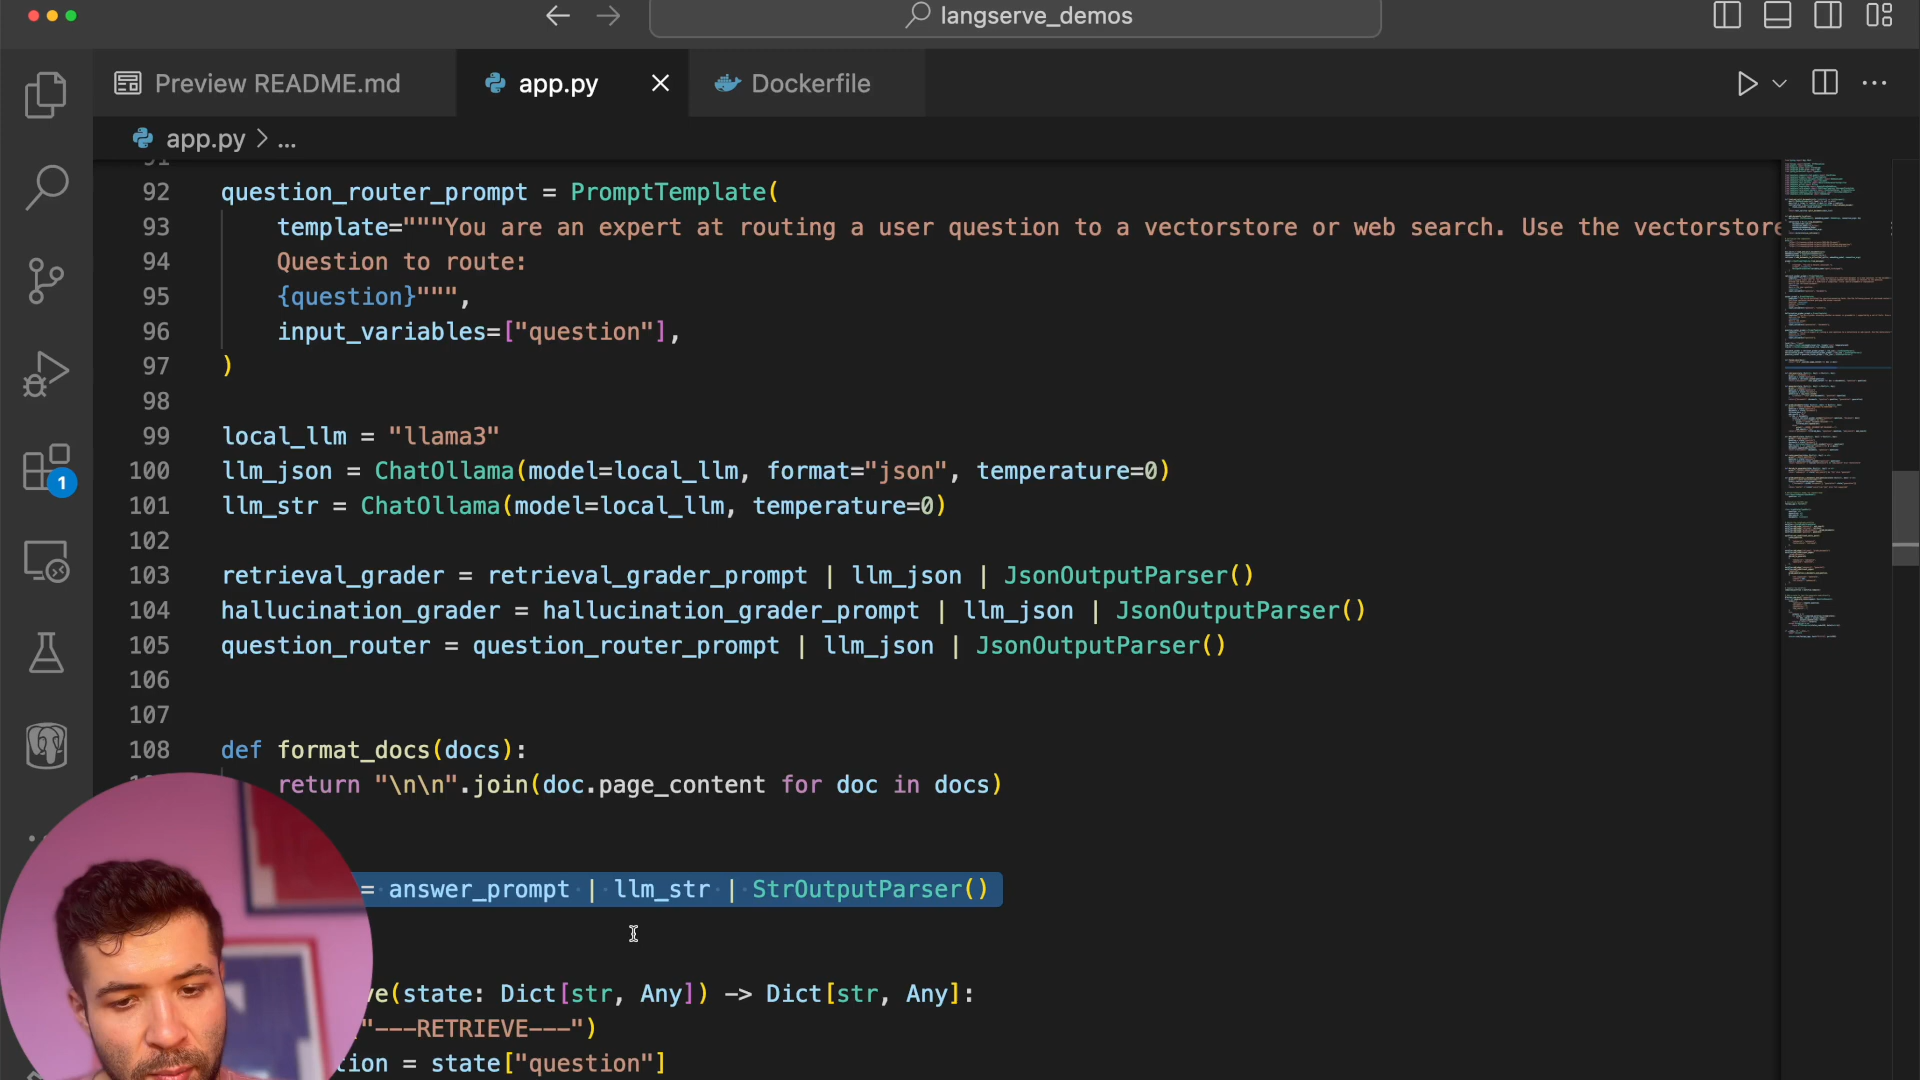 langserve_demos
Preview README.md
app.py
Dockerfile
app.py > ...
92 question_router_prompt = PromptTemplate(
93 template="""You are an expert at routing a user question to a vectorstore or web search. Use the vectorstore
94 Question to route:
95 {question}""",
96 input_variables=["question"],
97 )
98
99 local_llm = "llama3"
100 llm_json = ChatOllama(model=local_llm, format="json", temperature=0)
101 llm_str = ChatOllama(model=local_llm, temperature=0)
102
103 retrieval_grader = retrieval_grader_prompt | llm_json | JsonOutputParser()
104 hallucination_grader = hallucination_grader_prompt | llm_json | JsonOutputParser()
105 question_router = question_router_prompt | llm_json | JsonOutputParser()
106
107
108 def format_docs(docs):
return "\n\n".join(doc.page_content for doc in docs)
= answer_prompt | llm_str | StrOutputParser()
ve(state: Dict[str, Any]) -> Dict[str, Any]:
"---RETRIEVE---")
tion = state["question"]
1